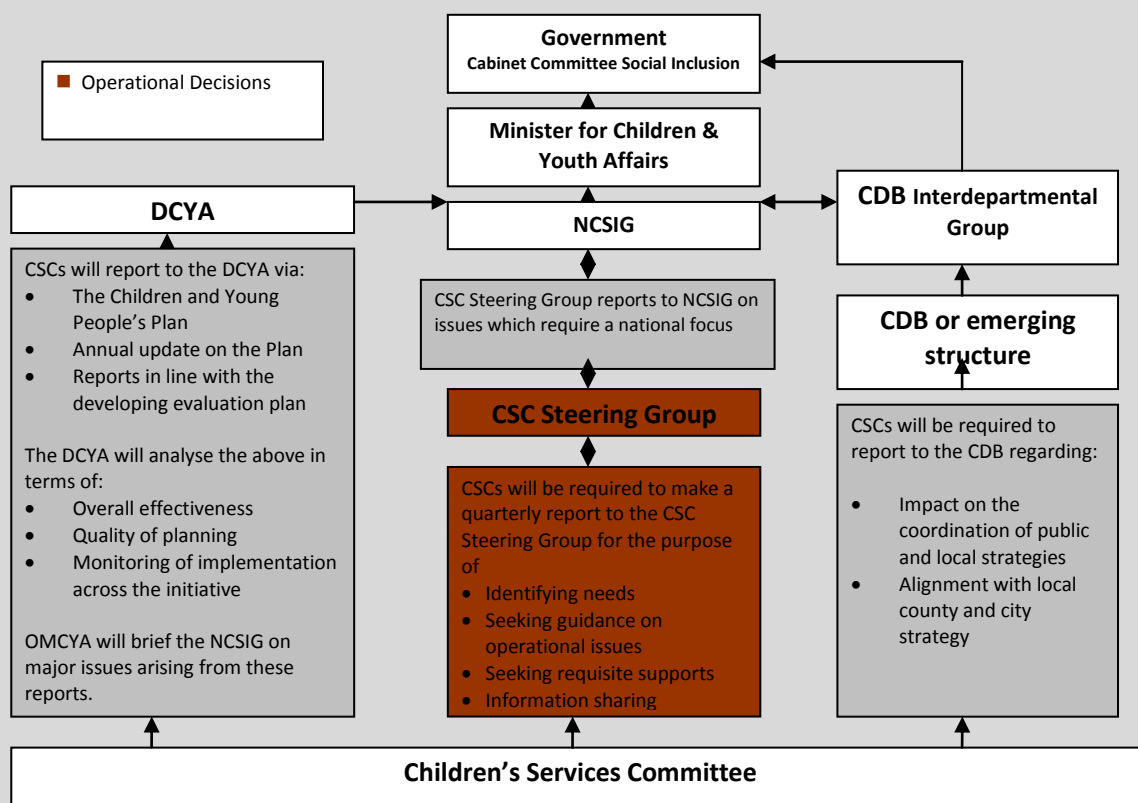 Government
Cabinet Committee Social Inclusion
■ Operational Decisions
Minister for Children &
Youth Affairs
DCYA
NCSIG
CDB Interdepartmental
Group
CSCs will report to the DCYA via:
• The Children and Young
People's Plan
• Annual update on the Plan
• Reports in line with the
developing evaluation plan
The DCYA will analyse the above in
terms of:
• Overall effectiveness
• Quality of planning
• Monitoring of implementation
across the initiative
OMCYA will brief the NCSIG on
major issues arising from these
reports.
CSC Steering Group reports to NCSIG on
issues which require a national focus
CSC Steering Group
CSCs will be required to make a
quarterly report to the CSC
Steering Group for the purpose
of
• Identifying needs
• Seeking guidance on
operational issues
• Seeking requisite supports
• Information sharing
CDB or emerging
structure
CSCs will be required to
report to the CDB regarding:
• Impact on the
coordination of public
and local strategies
• Alignment with local
county and city
strategy
Children's Services Committee